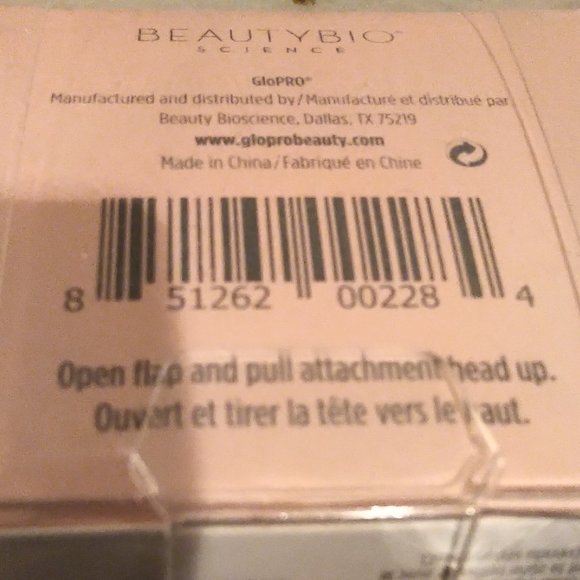 BEAUTYBIO
SCIENCE
GloPRO®
Manufactured and distributed by/Manufacturé et distribué par
Beauty Bioscience, Dallas, TX 75219
www.gloprobeauty.com
Made in China/Fabriqué en Chine
8 51262 00228 4
Open flap and pull attachment head up.
Ouvert et tirer la tête vers le haut.